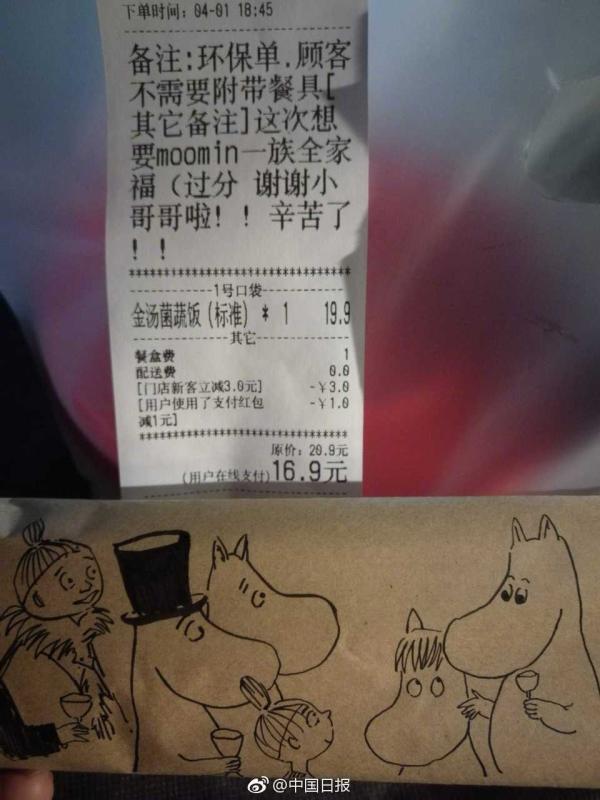 下单时间: 04-01 18:45
备注:环保单.顾客
不需要附带餐具[
其它备注]这次想
要moomin一族全家
福（过分 谢谢小
哥哥啦！！ 辛苦了
！！
********************************
1号口袋
金汤菌蔬饭(标准) * 1 19.9
其它
餐盒费 1
配送费 0.0
[门店新客立减3.0元] -¥3.0
[用户使用了支付红包 -¥1.0
减1元]
********************************
原价: 20.9元
(用户在线支付)16.9元
@中国日报